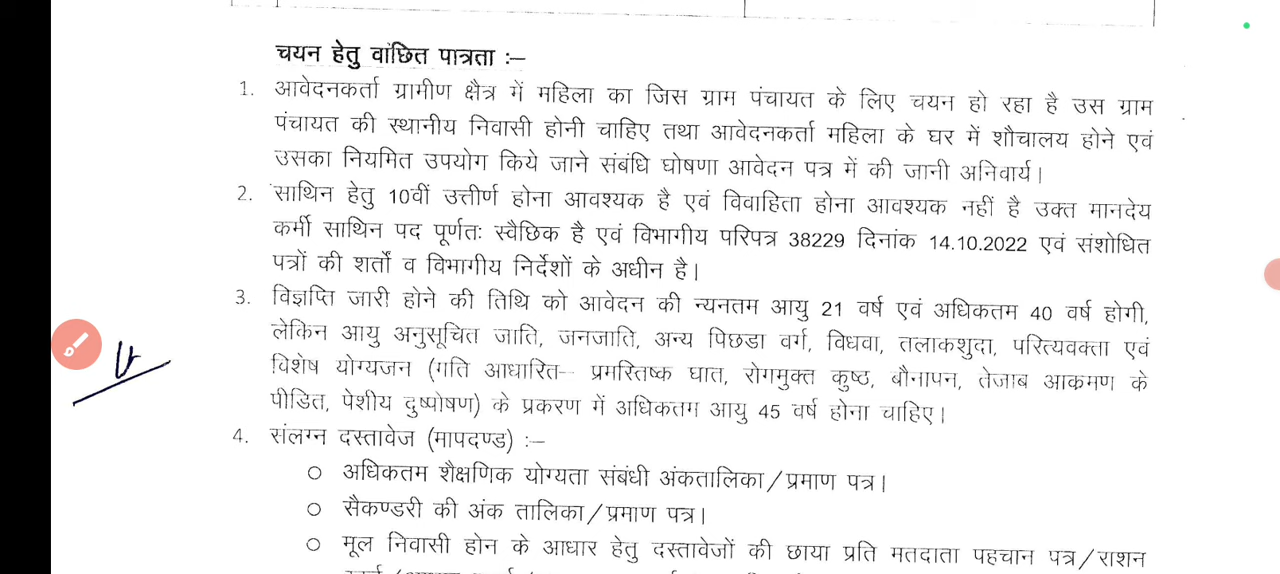 चयन हेतु वांछित पात्रता :–
1. आवेदनकर्ता ग्रामीण क्षैत्र में महिला का जिस ग्राम पंचायत के लिए चयन हो रहा है उस ग्राम
पंचायत की स्थानीय निवासी होनी चाहिए तथा आवेदनकर्ता महिला के घर में शौचालय होने एवं
उसका नियमित उपयोग किये जाने संबंधि घोषणा आवेदन पत्र में की जानी अनिवार्य।
2. साथिन हेतु 10वीं उत्तीर्ण होना आवश्यक है एवं विवाहिता होना आवश्यक नहीं है उक्त मानदेय
कर्मी साथिन पद पूर्णतः स्वैछिक है एवं विभागीय परिपत्र 38229 दिनांक 14.10.2022 एवं संशोधित
पत्रों की शर्तों व विभागीय निर्देशों के अधीन है।
3. विज्ञप्ति जारी होने की तिथि को आवेदन की न्यनतम आयु 21 वर्ष एवं अधिकतम 40 वर्ष होगी,
लेकिन आयु अनुसूचित जाति, जनजाति, अन्य पिछडा वर्ग, विधवा, तलाकशुदा, परित्यवक्ता एवं
विशेष योग्यजन (गति आधारित– प्रमस्तिष्क घात, रोगमुक्त कुष्ठ, बौनापन, तेजाब आकमण के
पीडित, पेशीय दुष्पोषण) के प्रकरण में अधिकतम आयु 45 वर्ष होना चाहिए।
4. संलग्न दस्तावेज (मापदण्ड) :–
○ अधिकतम शैक्षणिक योग्यता संबंधी अंकतालिका/प्रमाण पत्र।
○ सैकण्डरी की अंक तालिका/प्रमाण पत्र।
○ मूल निवासी होन के आधार हेतु दस्तावेजों की छाया प्रति मतदाता पहचान पत्र/राशन